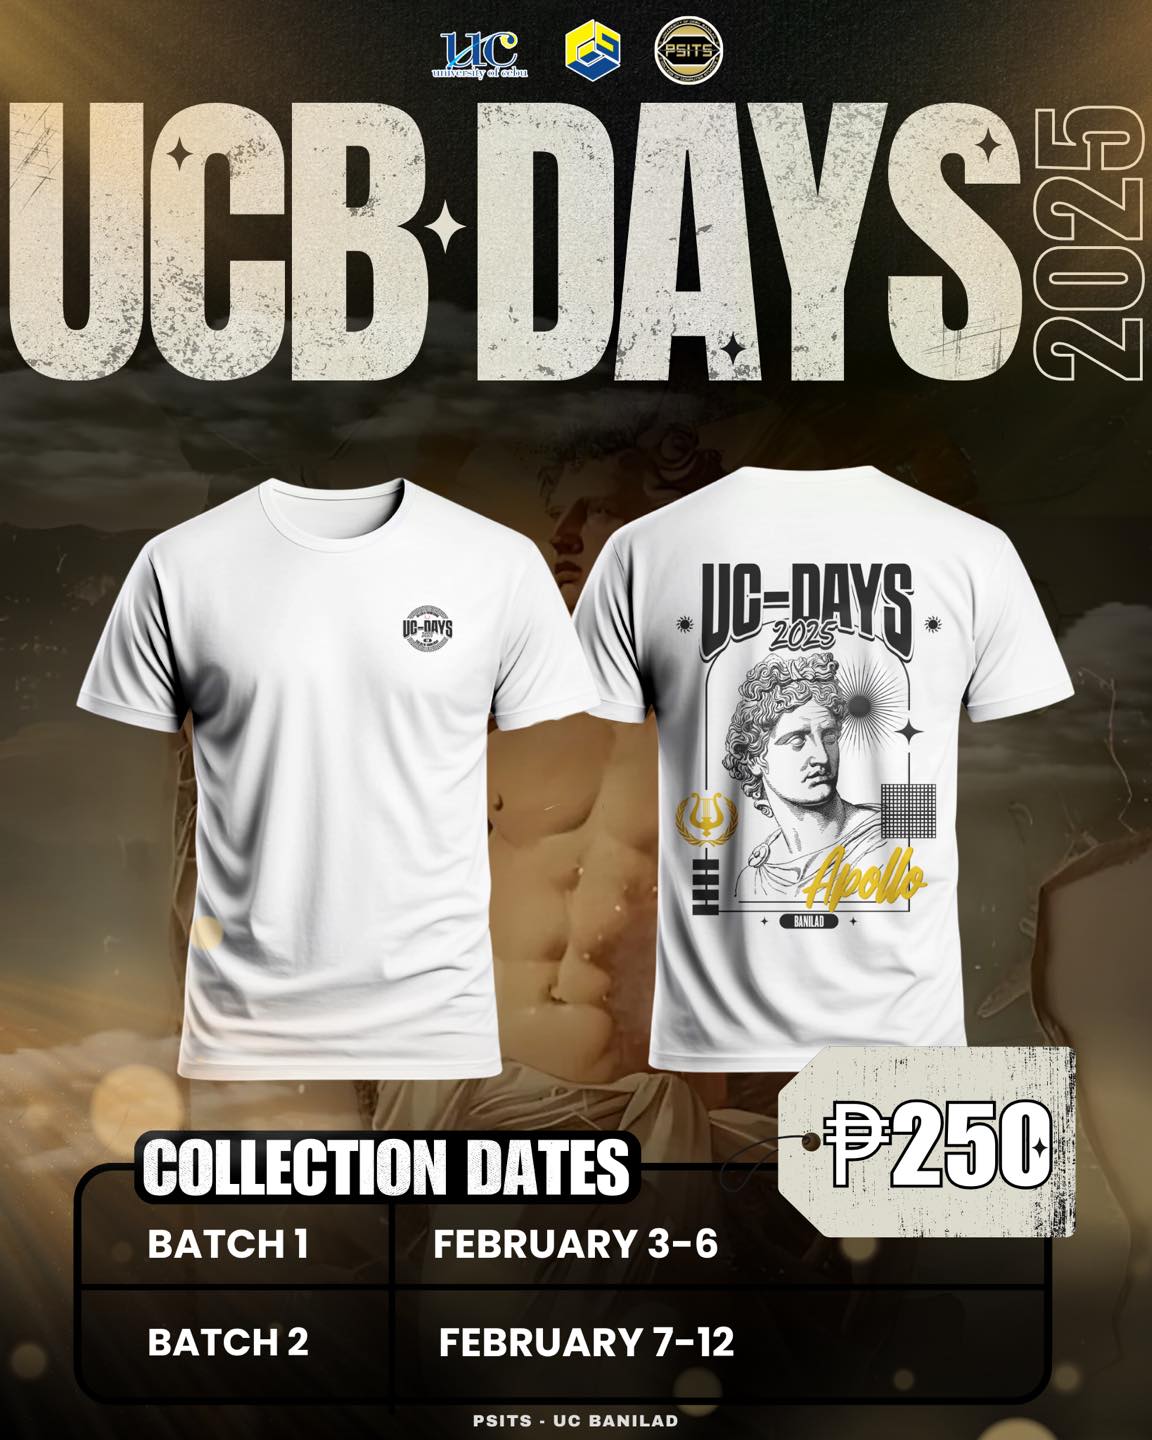 UC
university of cebu
CS
PSITS
UCB DAYS
2025
UC-DAYS
UC-DAYS
2025
Apollo
BANILAD
₱250
COLLECTION DATES
BATCH 1 FEBRUARY 3-6
BATCH 2 FEBRUARY 7-12
PSITS - UC BANILAD